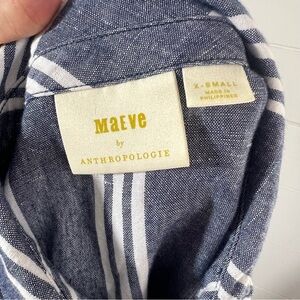 MAEVE
by
ANTHROPOLOGIE
X-SMALL
MADE IN
PHILIPPINES